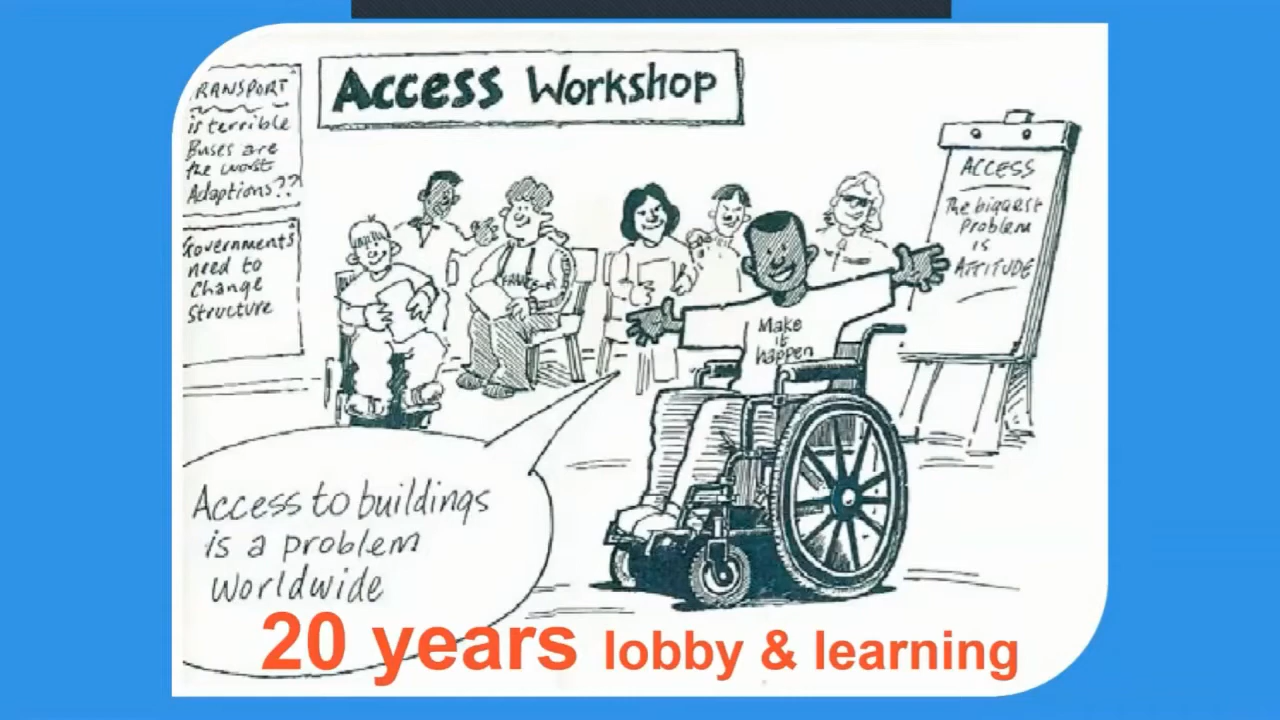 Access Workshop
TRANSPORT
is terrible
Buses are
the worst
Adaptions??
Governments
need to
change
structure
ACCESS
The biggest
Problem
is
ATTITUDE
Make
it
happen
Access to buildings
is a problem
worldwide
20 years lobby & learning